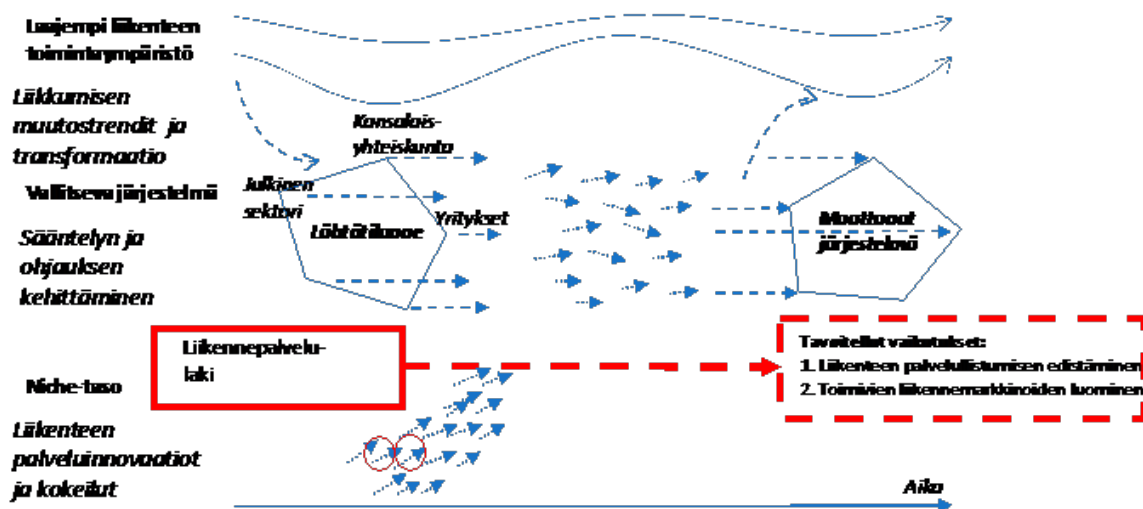 Laajempi liikenteen
toimintaympäristö
Liikkumisen
muutostrendit ja
transformaatio
Kansalais-
yhteiskunta
Vallitseva järjestelmä
Julkinen
sektori
Yritykset
Lähtötilanne
Muuttunut
järjestelmä
Sääntelyn ja
ohjauksen
kehittäminen
Liikennepalvelu-
laki
Tavoitellut vaikutukset:
1. Liikenteen palvelullistumisen edistäminen
2. Toimivien liikennemarkkinoiden luominen
Niche-taso
Liikenteen
palveluinnovaatiot
ja kokeilut
Aika